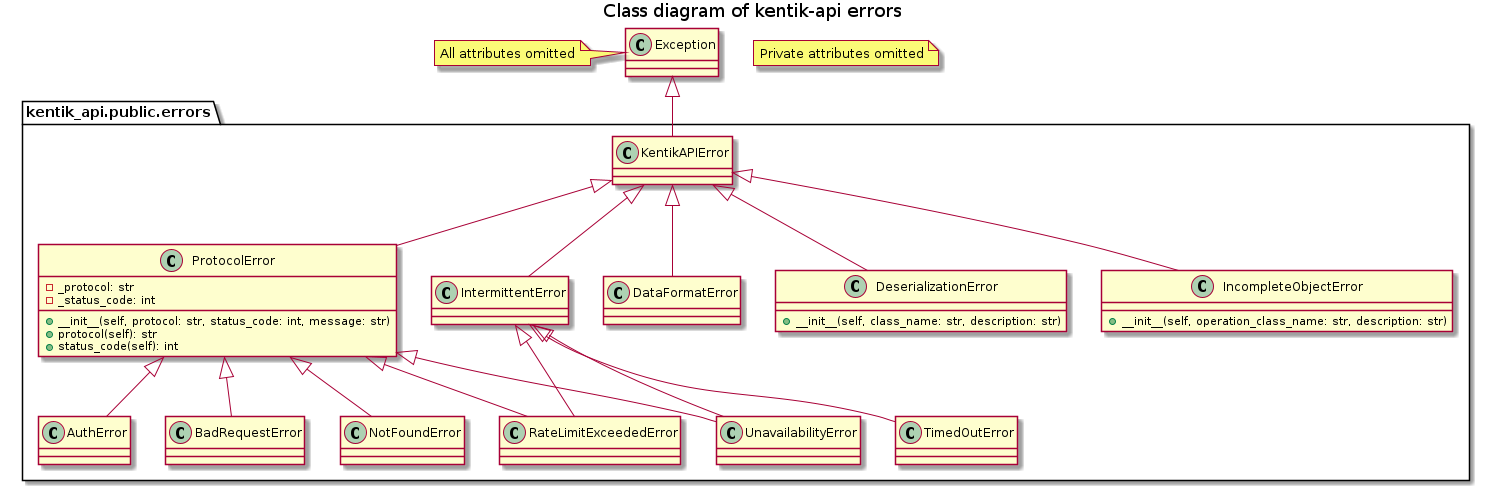 Class diagram of kentik-api errors
All attributes omitted
C Exception
Private attributes omitted
kentik_api.public.errors
C KentikAPIError
C ProtocolError
_protocol: str
_status_code: int
__init__(self, protocol: str, status_code: int, message: str)
protocol(self): str
status_code(self): int
C IntermittentError
C DataFormatError
C DeserializationError
__init__(self, class_name: str, description: str)
C IncompleteObjectError
__init__(self, operation_class_name: str, description: str)
C AuthError
C BadRequestError
C NotFoundError
C RateLimitExceededError
C UnavailabilityError
C TimedOutError